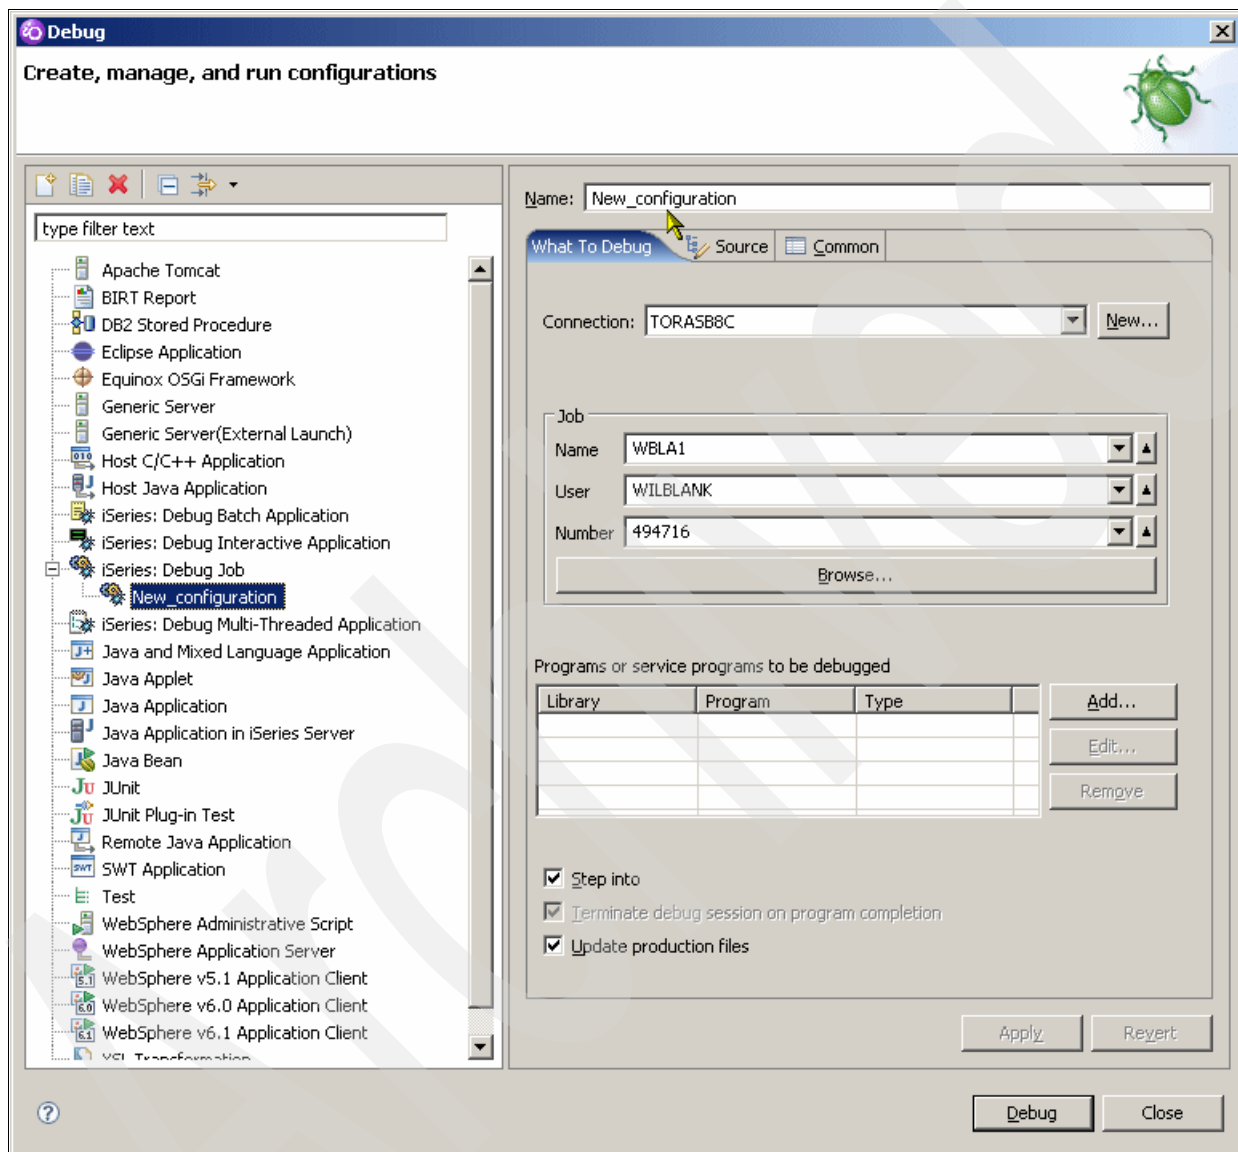 Debug
Create, manage, and run configurations
type filter text
Apache Tomcat
BIRT Report
DB2 Stored Procedure
Eclipse Application
Equinox OSGi Framework
Generic Server
Generic Server(External Launch)
Host C/C++ Application
Host Java Application
iSeries: Debug Batch Application
iSeries: Debug Interactive Application
iSeries: Debug Job
New_configuration
iSeries: Debug Multi-Threaded Application
Java and Mixed Language Application
Java Applet
Java Application
Java Application in iSeries Server
Java Bean
JUnit
JUnit Plug-in Test
Remote Java Application
SWT Application
Test
WebSphere Administrative Script
WebSphere Application Server
WebSphere v5.1 Application Client
WebSphere v6.0 Application Client
WebSphere v6.1 Application Client
XSL Transformation
Name: New_configuration
What To Debug Source Common
Connection: TORASB8C New...
Job
Name WBLA1
User WILBLANK
Number 494716
Browse...
Programs or service programs to be debugged
Library Program Type Add...
Edit...
Remove
Step into
Terminate debug session on program completion
Update production files
Apply Revert
Debug Close